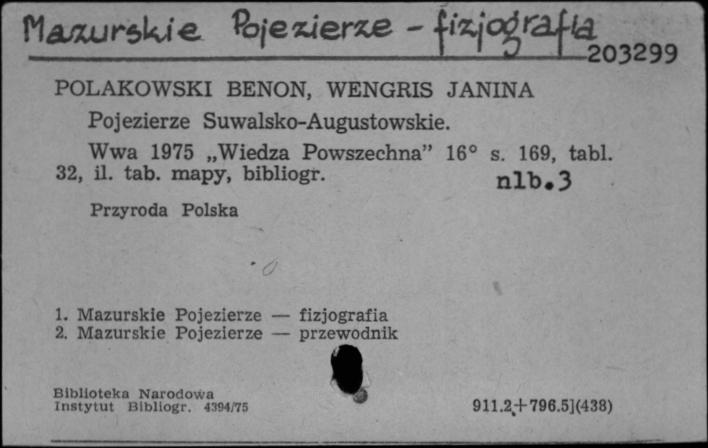 Mazurskie Pojezierze - fizjografia
203299
POLAKOWSKI BENON, WENGRIS JANINA
Pojezierze Suwalsko-Augustowskie.
Wwa 1975 „Wiedza Powszechna” 16° s. 169, tabl.
32, il. tab. mapy, bibliogr. nlb.3
Przyroda Polska
1. Mazurskie Pojezierze — fizjografia
2. Mazurskie Pojezierze — przewodnik
Biblioteka Narodowa
Instytut Bibliogr. 4394/75 911.2+796.5](438)